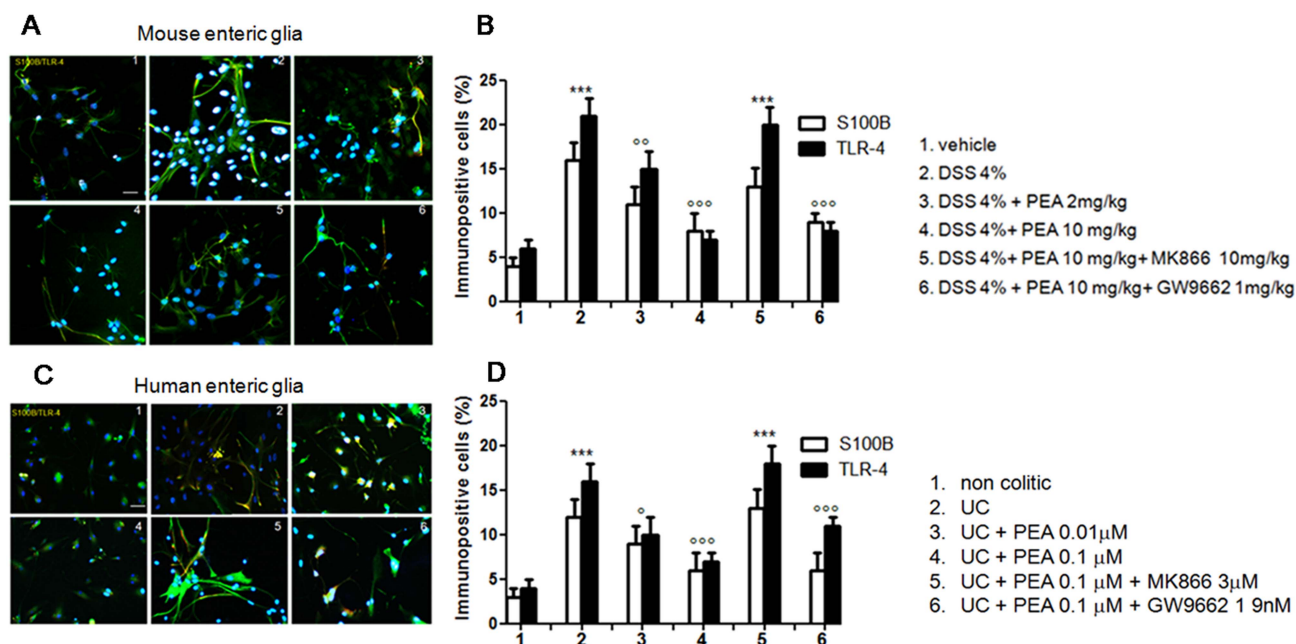 A
Mouse enteric glia
S100B/TLR-4
1
2
3
4
5
6
B
Immunopositive cells (%)
25
20
15
10
5
0
***
°°
°°°
***
°°°
S100B
TLR-4
1 2 3 4 5 6
1. vehicle
2. DSS 4%
3. DSS 4% + PEA 2mg/kg
4. DSS 4%+ PEA 10 mg/kg
5. DSS 4%+ PEA 10 mg/kg+ MK866 10mg/kg
6. DSS 4% + PEA 10 mg/kg+ GW9662 1mg/kg
C
Human enteric glia
S100B/TLR-4
1
2
3
4
5
6
D
Immunopositive cells (%)
25
20
15
10
5
0
***
°
°°°
***
°°°
S100B
TLR-4
1 2 3 4 5 6
1. non colitic
2. UC
3. UC + PEA 0.01μM
4. UC + PEA 0.1 μM
5. UC + PEA 0.1 μM + MK866 3μM
6. UC + PEA 0.1 μM + GW9662 1 9nM